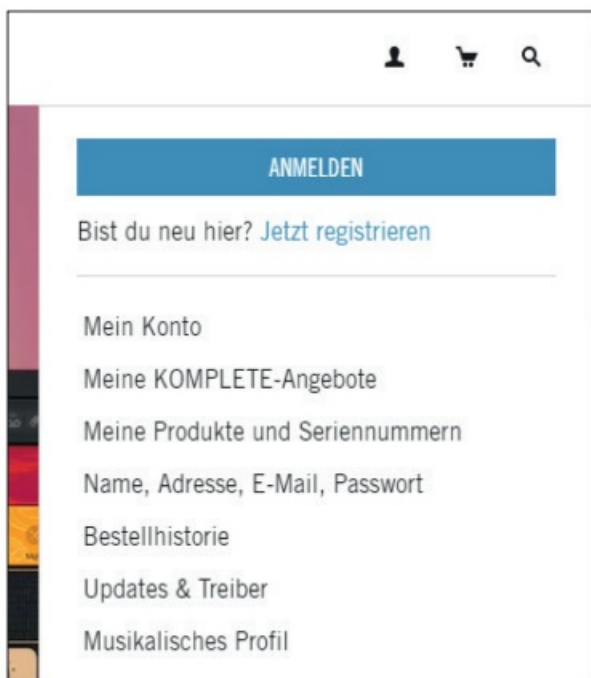 ANMELDEN
Bist du neu hier? Jetzt registrieren
Mein Konto
Meine KOMPLETE-Angebote
Meine Produkte und Seriennummern
Name, Adresse, E-Mail, Passwort
Bestellhistorie
Updates & Treiber
Musikalisches Profil